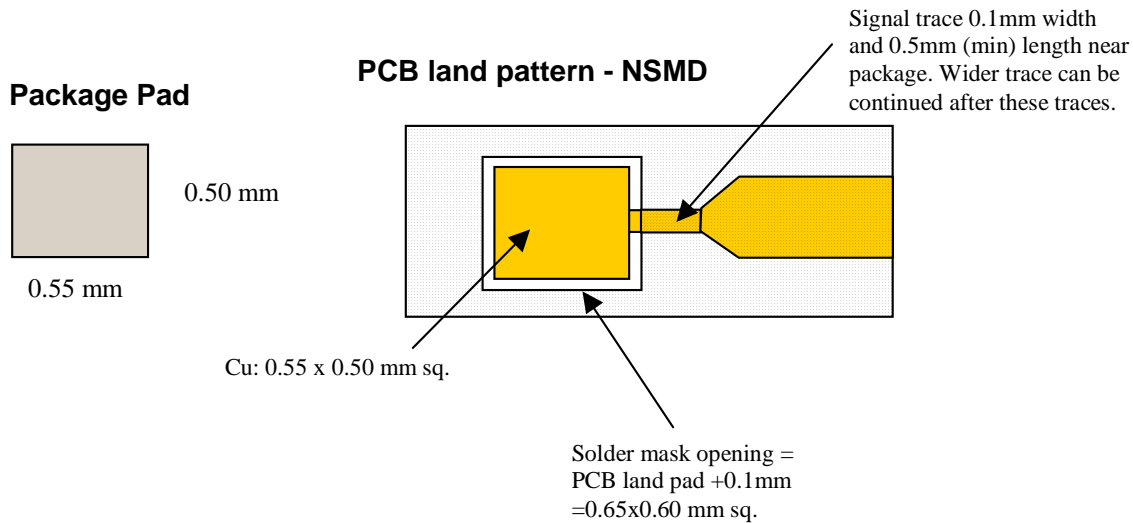 Signal trace 0.1mm width
and 0.5mm (min) length near
package. Wider trace can be
continued after these traces.
PCB land pattern - NSMD
Package Pad
0.50 mm
0.55 mm
Cu: 0.55 x 0.50 mm sq.
Solder mask opening =
PCB land pad +0.1mm
=0.65x0.60 mm sq.